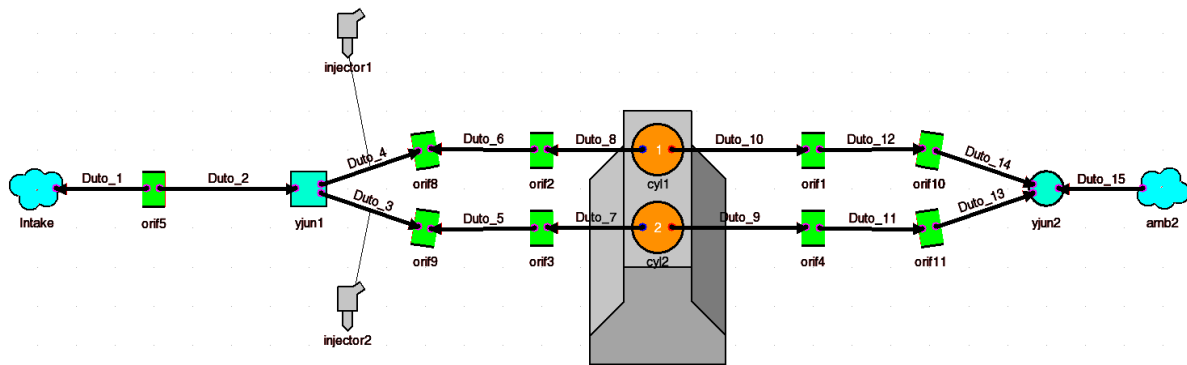 injector1
Duto_1
Duto_2
Duto_4
Duto_6
Duto_8
1
Duto_10
Duto_12
Duto_14
Duto_15
orif8
orif2
cyl1
orif1
orif10
Intake
orif5
yjun1
yjun2
amb2
Duto_3
Duto_5
Duto_7
2
Duto_9
Duto_11
Duto_13
orif9
orif3
cyl2
orif4
orif11
injector2